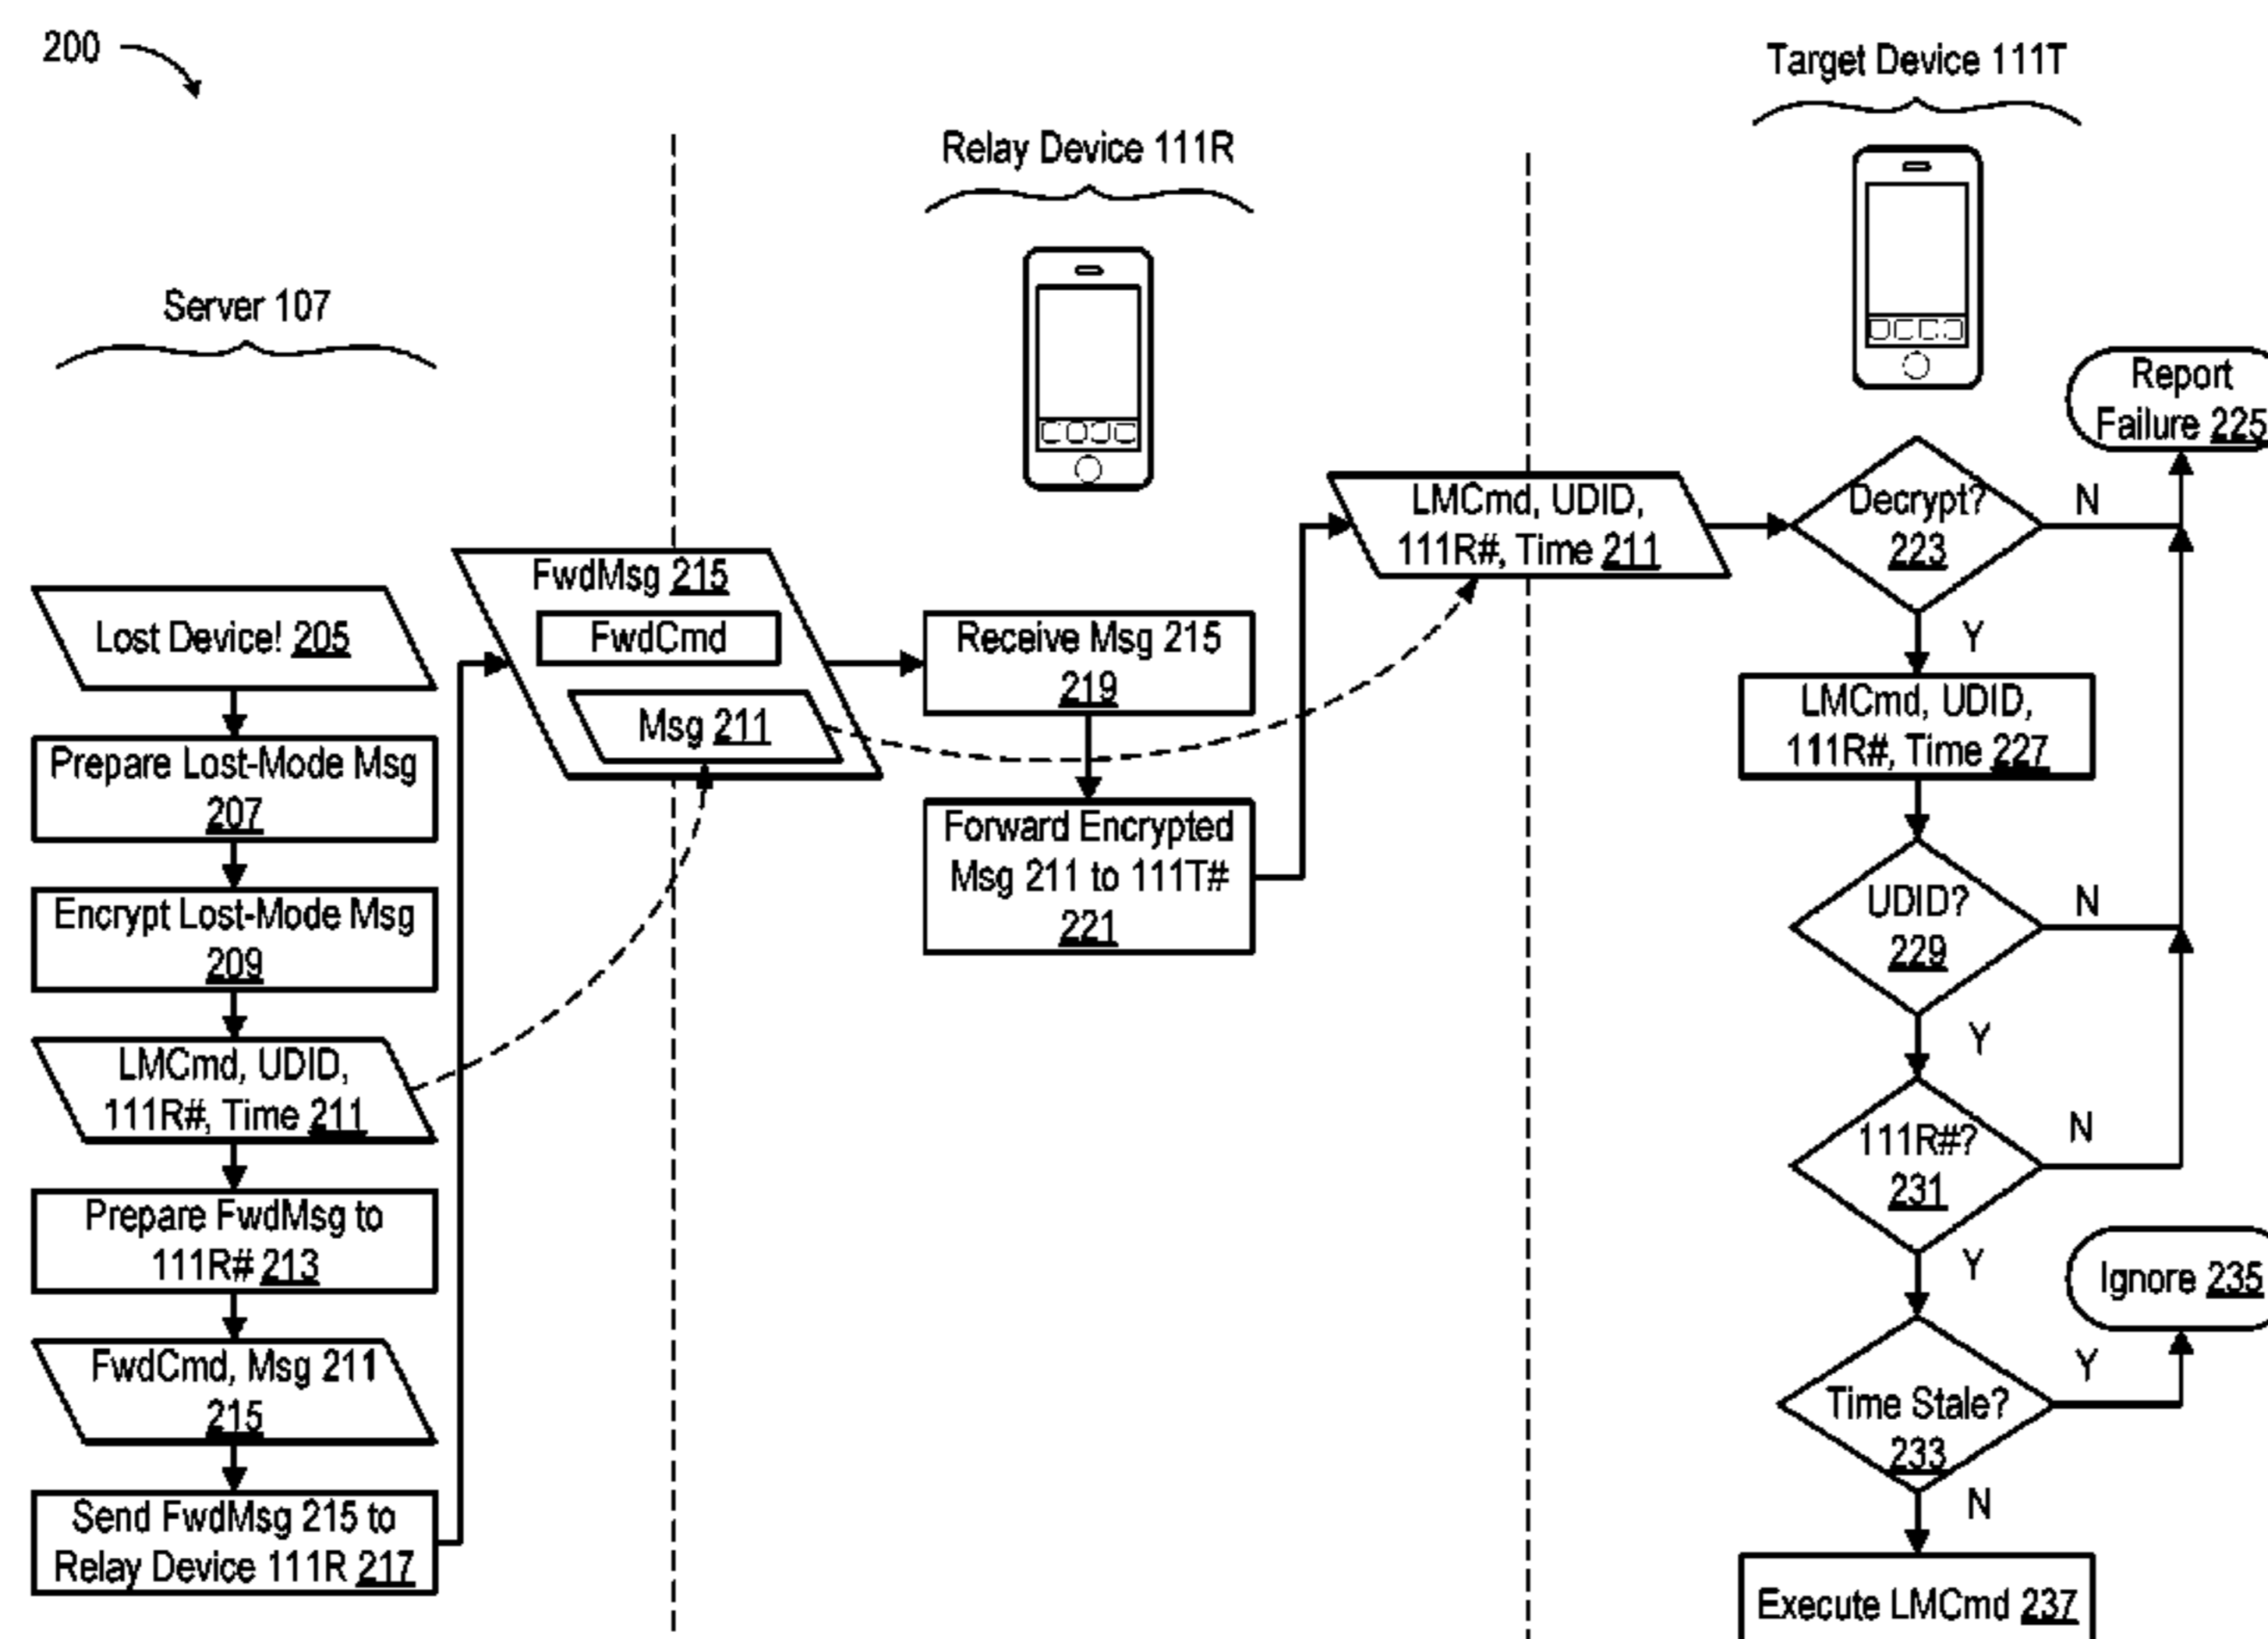 200
Server 107
Lost Device! 205
Prepare Lost-Mode Msg
207
Encrypt Lost-Mode Msg
209
LMCmd, UDID,
111R#, Time 211
Prepare FwdMsg to
111R# 213
FwdCmd, Msg 211
215
Send FwdMsg 215 to
Relay Device 111R 217
FwdMsg 215
FwdCmd
Msg 211
Relay Device 111R
Receive Msg 215
219
Forward Encrypted
Msg 211 to 111T#
221
LMCmd, UDID,
111R#, Time 211
Target Device 111T
Decrypt?
223
N
Report
Failure 225
Y
LMCmd, UDID,
111R#, Time 227
UDID?
229
N
Y
111R#?
231
N
Y
Time Stale?
233
Y
Ignore 235
N
Execute LMCmd 237